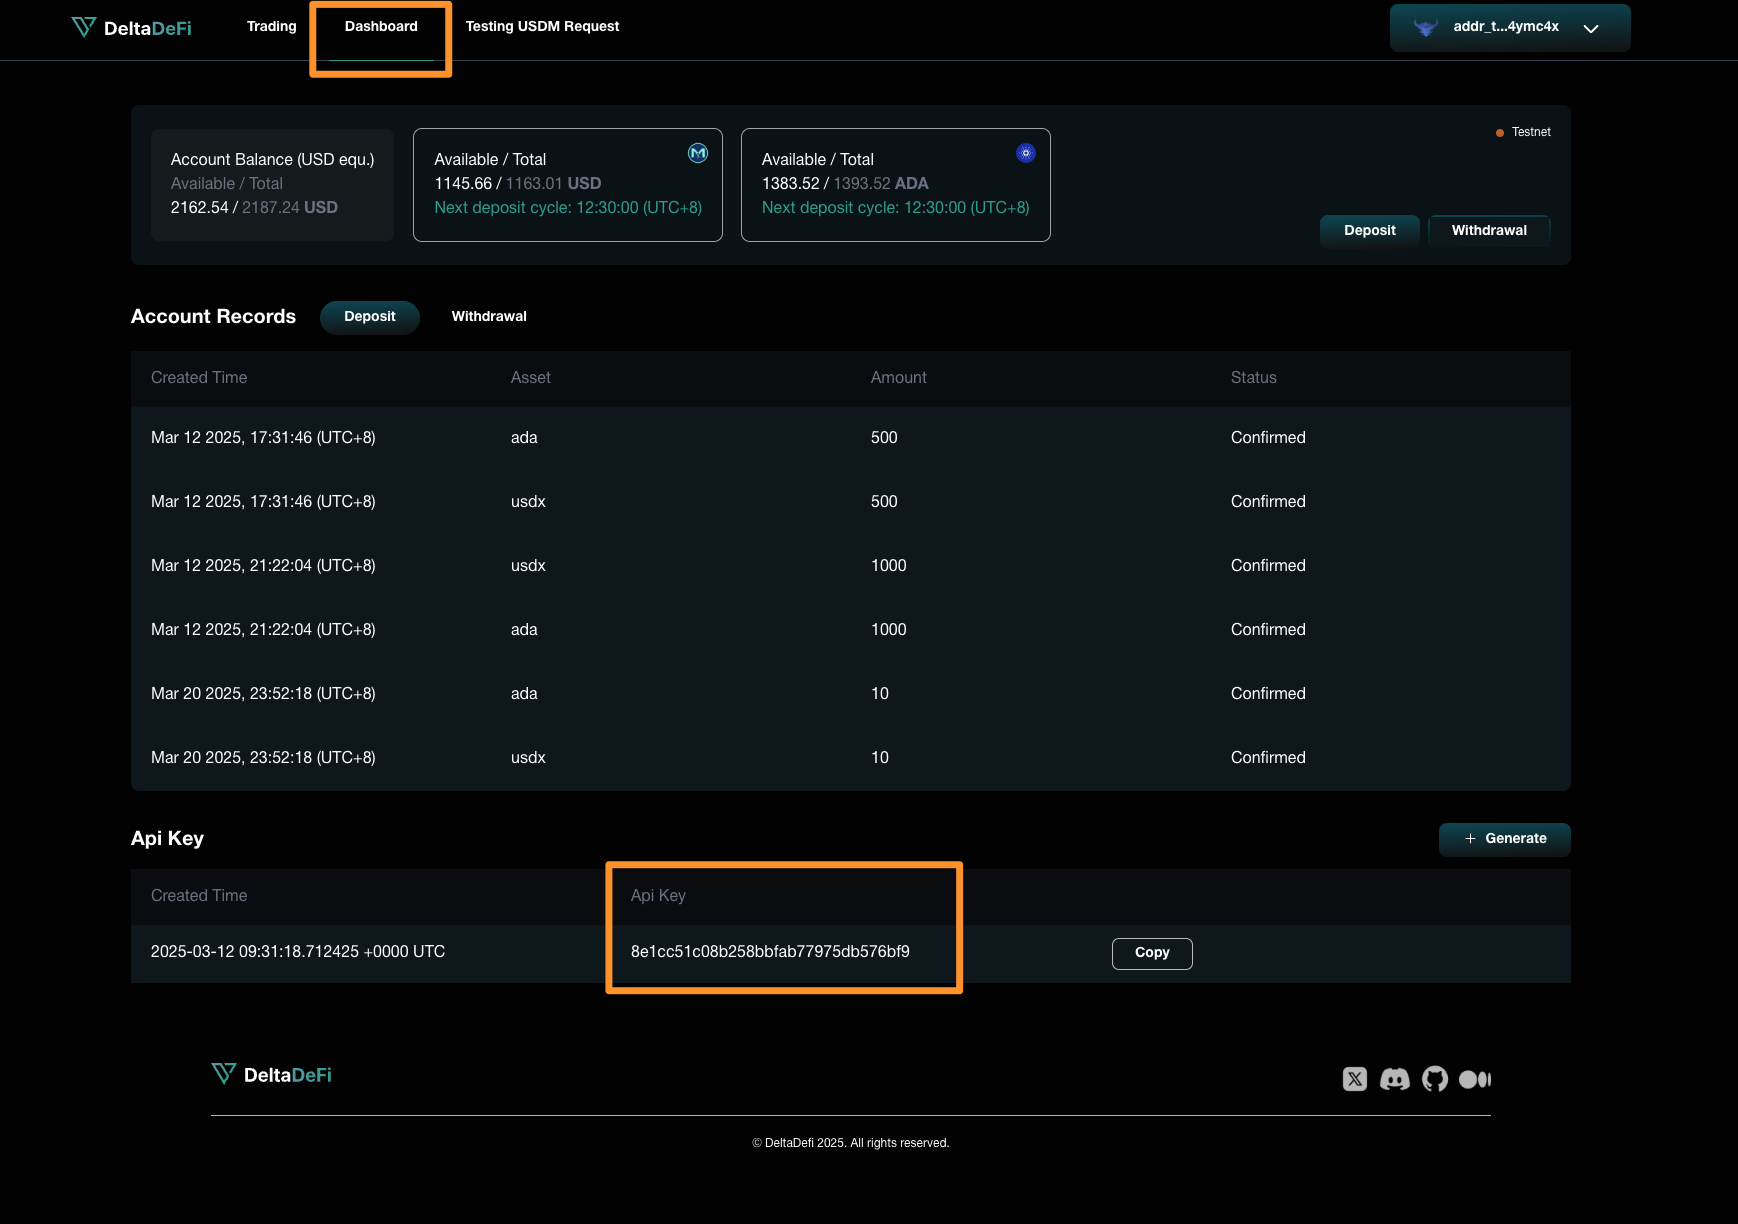 DeltaDeFi
Trading
Dashboard
Testing USDM Request
addr_t...4ymc4x
Testnet
Account Balance (USD equ.)
Available / Total
2162.54 / 2187.24 USD
Available / Total
1145.66 / 1163.01 USD
Next deposit cycle: 12:30:00 (UTC+8)
Available / Total
1383.52 / 1393.52 ADA
Next deposit cycle: 12:30:00 (UTC+8)
Deposit
Withdrawal
Account Records
Deposit
Withdrawal
Created Time Asset Amount Status
Mar 12 2025, 17:31:46 (UTC+8) ada 500 Confirmed
Mar 12 2025, 17:31:46 (UTC+8) usdx 500 Confirmed
Mar 12 2025, 21:22:04 (UTC+8) usdx 1000 Confirmed
Mar 12 2025, 21:22:04 (UTC+8) ada 1000 Confirmed
Mar 20 2025, 23:52:18 (UTC+8) ada 10 Confirmed
Mar 20 2025, 23:52:18 (UTC+8) usdx 10 Confirmed
Api Key
+ Generate
Created Time Api Key
2025-03-12 09:31:18.712425 +0000 UTC 8e1cc51c08b258bbfab77975db576bf9 Copy
DeltaDeFi
© DeltaDefi 2025. All rights reserved.